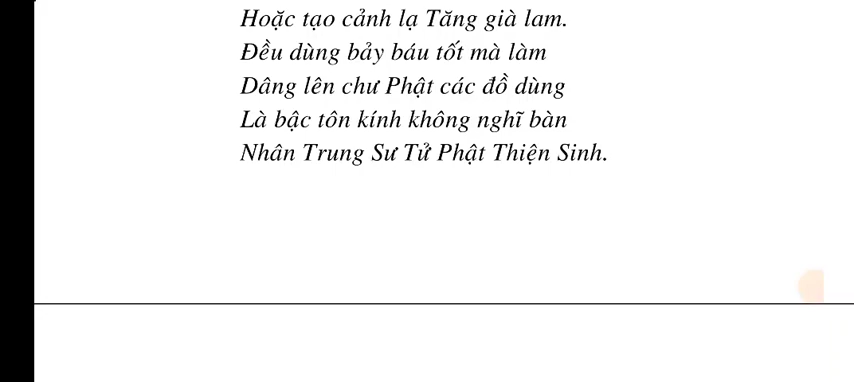 Hoặc tạo cảnh lạ Tăng già lam.
Đều dùng bảy báu tốt mà làm
Dâng lên chư Phật các đồ dùng
Là bậc tôn kính không nghĩ bàn
Nhân Trung Sư Tử Phật Thiện Sinh.